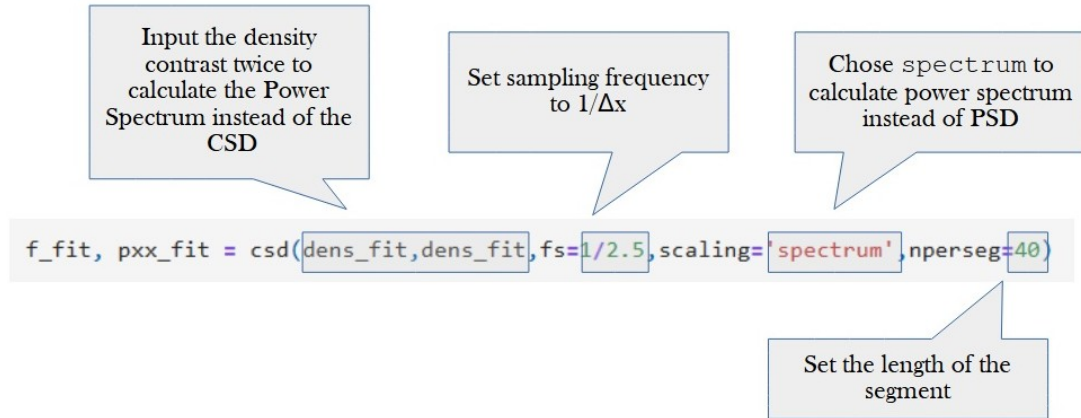 Input the density
contrast twice to
calculate the Power
Spectrum instead of the
CSD
Set sampling frequency
to 1/Δx
Chose spectrum to
calculate power spectrum
instead of PSD
f_fit, pxx_fit = csd(dens_fit,dens_fit,fs=1/2.5,scaling='spectrum',nperseg=40)
Set the length of the
segment